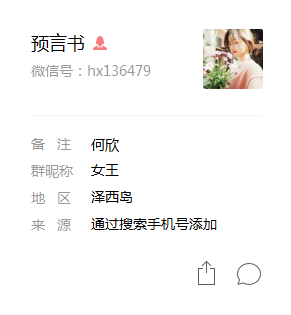 预言书
微信号：hx136479
备 注 何欣
群昵称 女王
地 区 泽西岛
来 源 通过搜索手机号添加